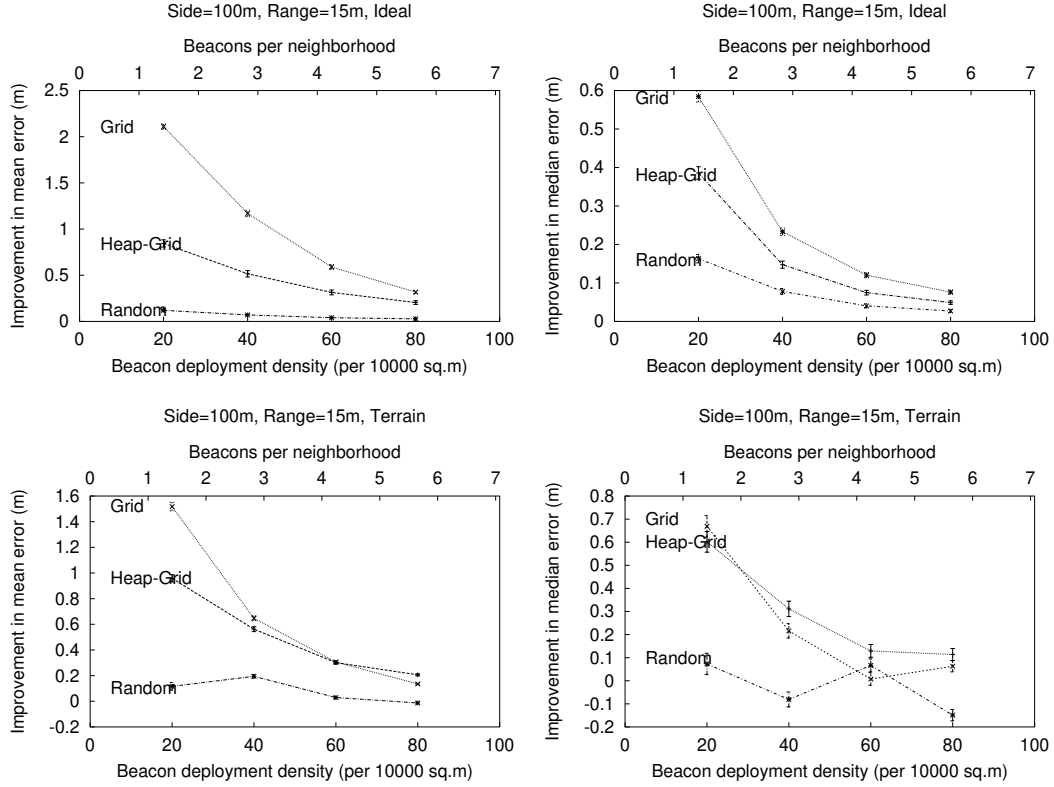 Side=100m, Range=15m, Ideal
Beacons per neighborhood
0 1 2 3 4 5 6 7
Improvement in mean error (m)
2.5
2
1.5
1
0.5
0
Grid
Heap-Grid
Random
0 20 40 60 80 100
Beacon deployment density (per 10000 sq.m)
Side=100m, Range=15m, Ideal
Beacons per neighborhood
0 1 2 3 4 5 6 7
Improvement in median error (m)
0.6
0.5
0.4
0.3
0.2
0.1
0
Grid
Heap-Grid
Random
0 20 40 60 80 100
Beacon deployment density (per 10000 sq.m)
Side=100m, Range=15m, Terrain
Beacons per neighborhood
0 1 2 3 4 5 6 7
Improvement in mean error (m)
1.6
1.4
1.2
1
0.8
0.6
0.4
0.2
0
-0.2
Grid
Heap-Grid
Random
0 20 40 60 80 100
Beacon deployment density (per 10000 sq.m)
Side=100m, Range=15m, Terrain
Beacons per neighborhood
0 1 2 3 4 5 6 7
Improvement in median error (m)
0.8
0.7
0.6
0.5
0.4
0.3
0.2
0.1
0
-0.1
-0.2
Grid
Heap-Grid
Random
0 20 40 60 80 100
Beacon deployment density (per 10000 sq.m)